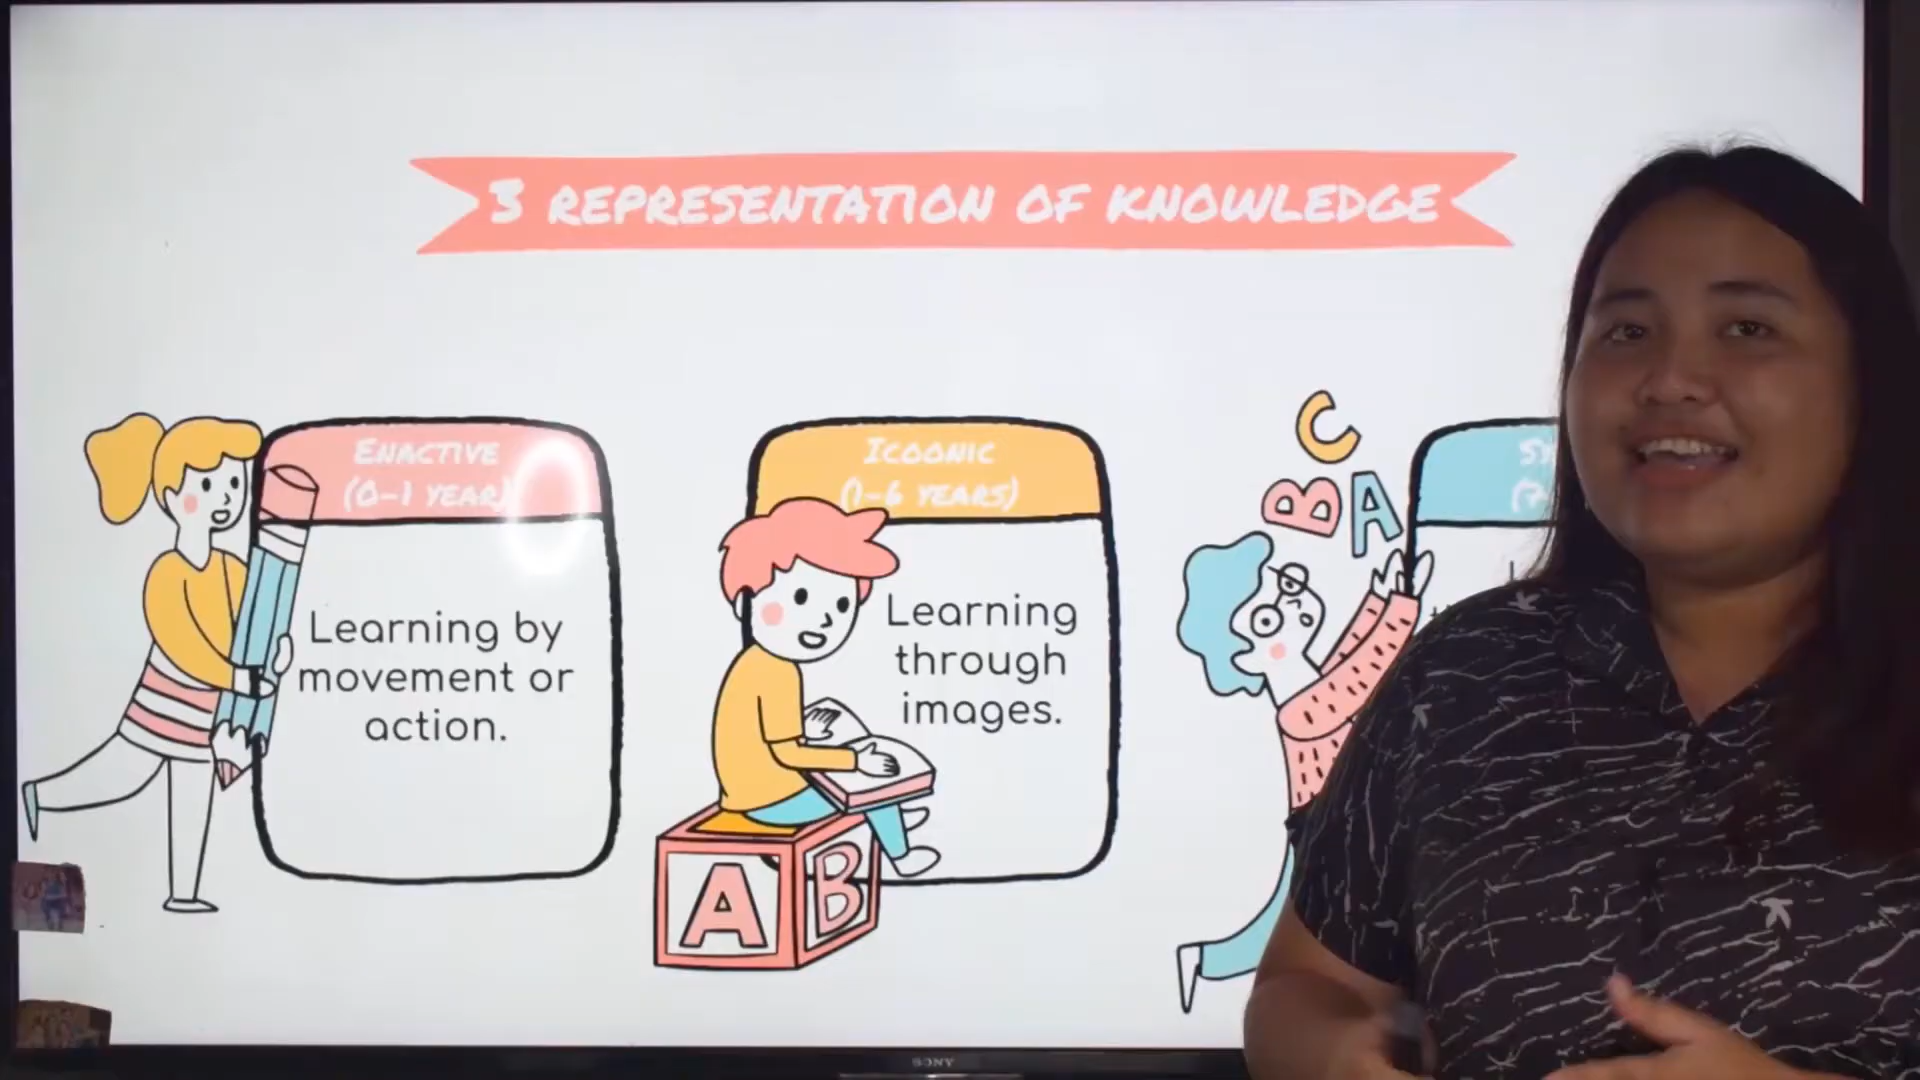 3 REPRESENTATION OF KNOWLEDGE
ENACTIVE
(0-1 YEAR)
Learning by
movement or
action.
ICOONIC
(1-6 YEARS)
Learning
through
images.
C
B A
A B
SONY